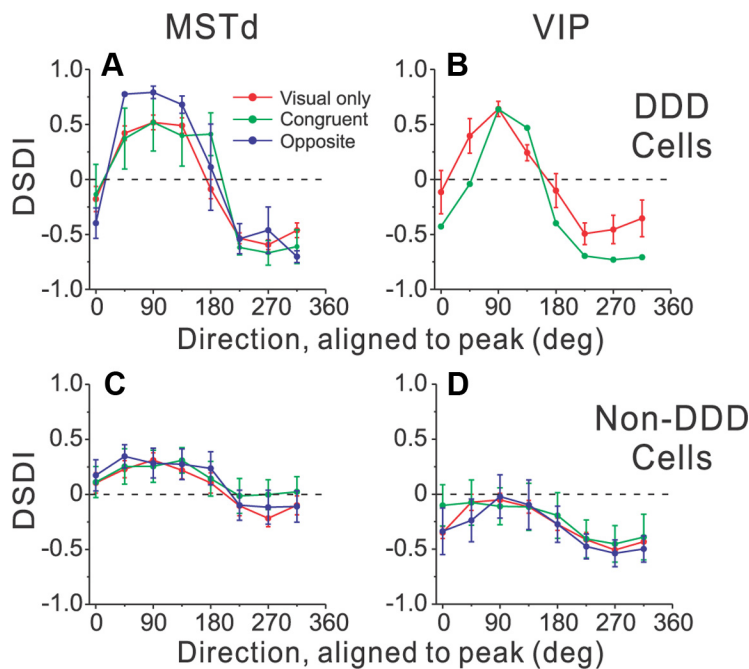 MSTd VIP
A B
1.0 1.0
Visual only
Congruent
Opposite
DDD
Cells
0.5 0.5
DSDI
0 0
-0.5 -0.5
-1.0 -1.0
0 90 180 270 360 0 90 180 270 360
Direction, aligned to peak (deg) Direction, aligned to peak (deg)
C D
1.0 1.0
Non-DDD
Cells
0.5 0.5
DSDI
0 0
-0.5 -0.5
-1.0 -1.0
0 90 180 270 360 0 90 180 270 360
Direction, aligned to peak (deg) Direction, aligned to peak (deg)